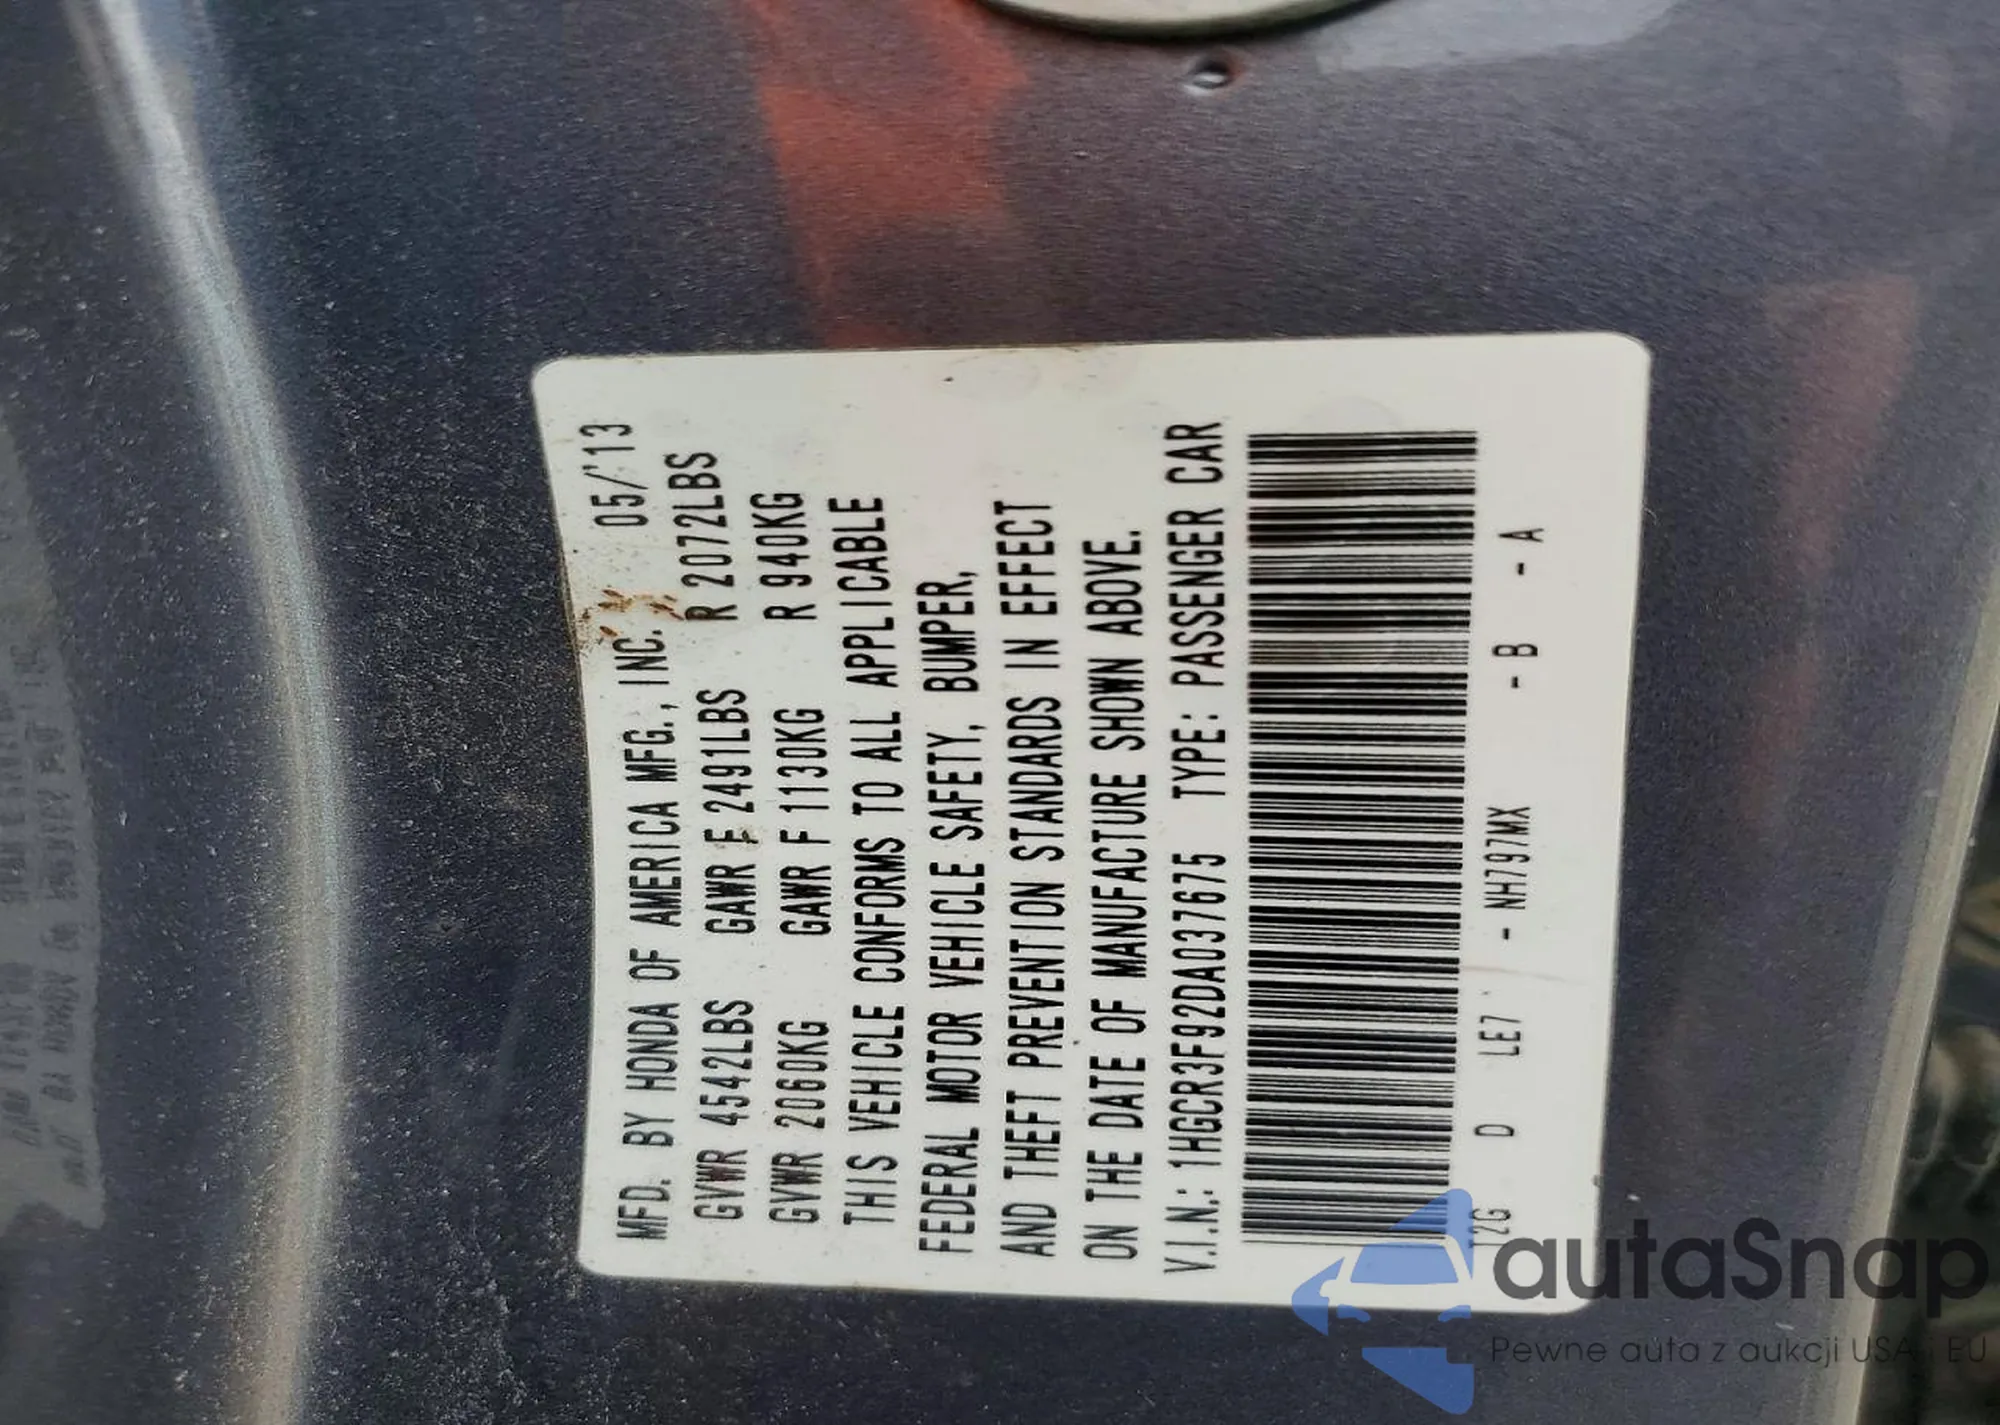 MFD. BY HONDA OF AMERICA MFG., INC. 05/'13
GVWR 4542LBS GAWR F 2491LBS R 2072LBS
GVWR 2060KG GAWR F 1130KG R 940KG
THIS VEHICLE CONFORMS TO ALL APPLICABLE
FEDERAL MOTOR VEHICLE SAFETY, BUMPER,
AND THEFT PREVENTION STANDARDS IN EFFECT
ON THE DATE OF MANUFACTURE SHOWN ABOVE.
V.I.N.: 1HGCR3F92DA037675 TYPE: PASSENGER CAR
T2G D LE7 - NH797MX - B - A
autaSnap
Pewne auta z aukcji USA i EU